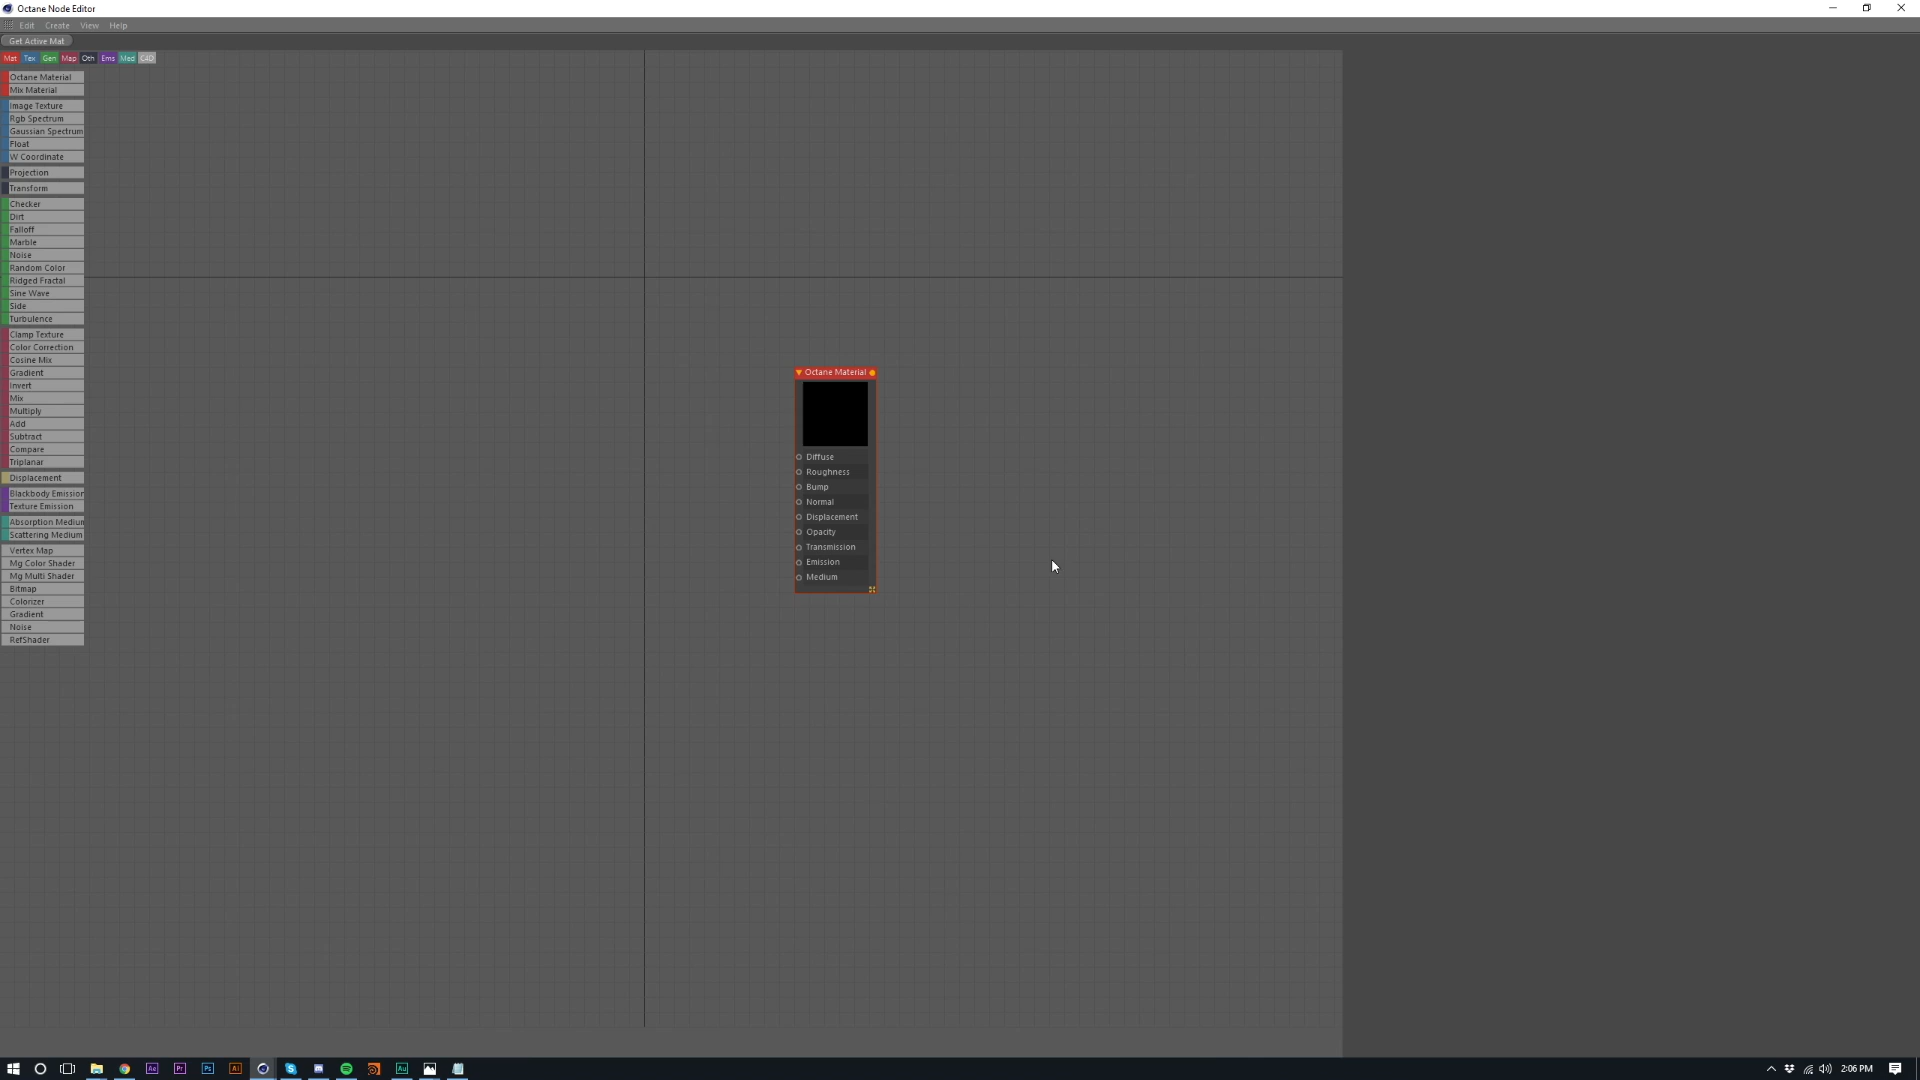 Octane Node Editor
Edit Create View Help
Get Active Mat
Mat Tex Gen Map Oth Ems Med C4D
Octane Material
Mix Material
Image Texture
Rgb Spectrum
Gaussian Spectrum
Float
W Coordinate
Projection
Transform
Checker
Dirt
Falloff
Marble
Noise
Random Color
Ridged Fractal
Sine Wave
Side
Turbulence
Clamp Texture
Color Correction
Cosine Mix
Gradient
Invert
Mix
Multiply
Add
Subtract
Compare
Triplanar
Displacement
Blackbody Emission
Texture Emission
Absorption Medium
Scattering Medium
Vertex Map
Mg Color Shader
Mg Multi Shader
Bitmap
Colorizer
Gradient
Noise
RefShader
Octane Material
Diffuse
Roughness
Bump
Normal
Displacement
Opacity
Transmission
Emission
Medium
Ae Pr Ps Ai Au
2:06 PM